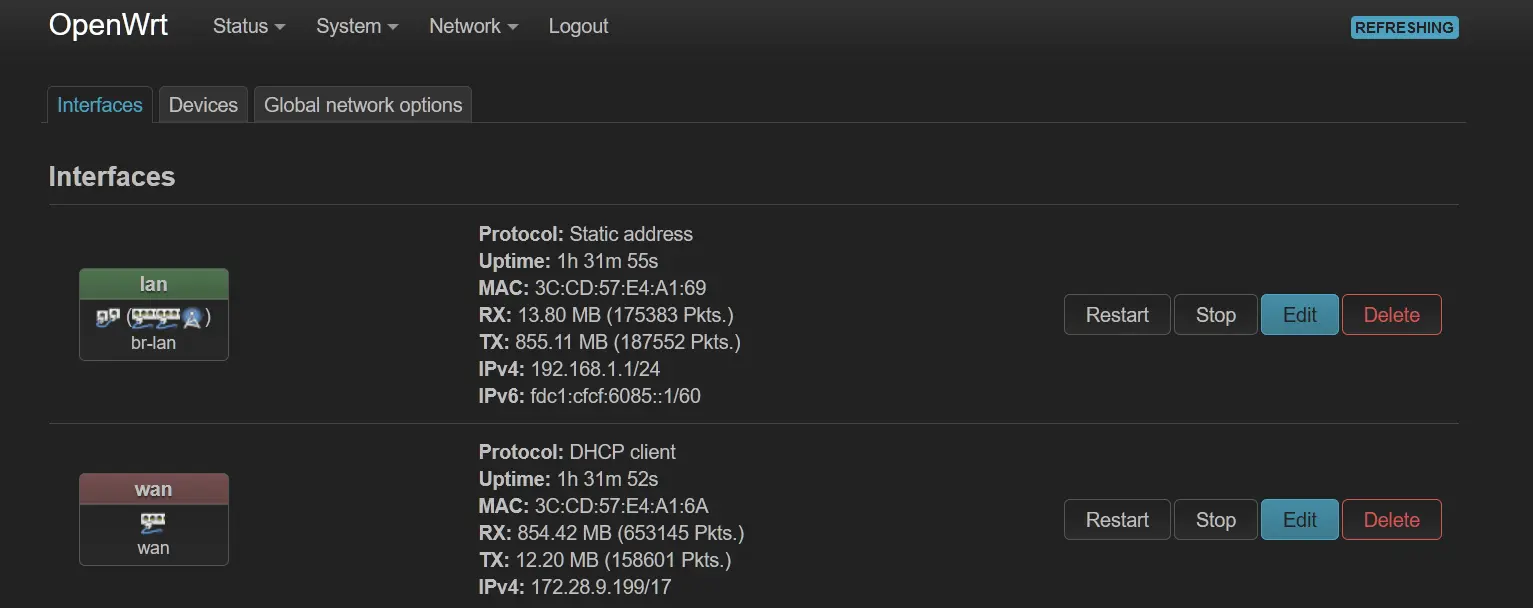 OpenWrt Status System Network Logout REFRESHING
Interfaces Devices Global network options
Interfaces
lan
br-lan
Protocol: Static address
Uptime: 1h 31m 55s
MAC: 3C:CD:57:E4:A1:69
RX: 13.80 MB (175383 Pkts.)
TX: 855.11 MB (187552 Pkts.)
IPv4: 192.168.1.1/24
IPv6: fdc1:cfcf:6085::1/60
Restart Stop Edit Delete
wan
wan
Protocol: DHCP client
Uptime: 1h 31m 52s
MAC: 3C:CD:57:E4:A1:6A
RX: 854.42 MB (653145 Pkts.)
TX: 12.20 MB (158601 Pkts.)
IPv4: 172.28.9.199/17
Restart Stop Edit Delete